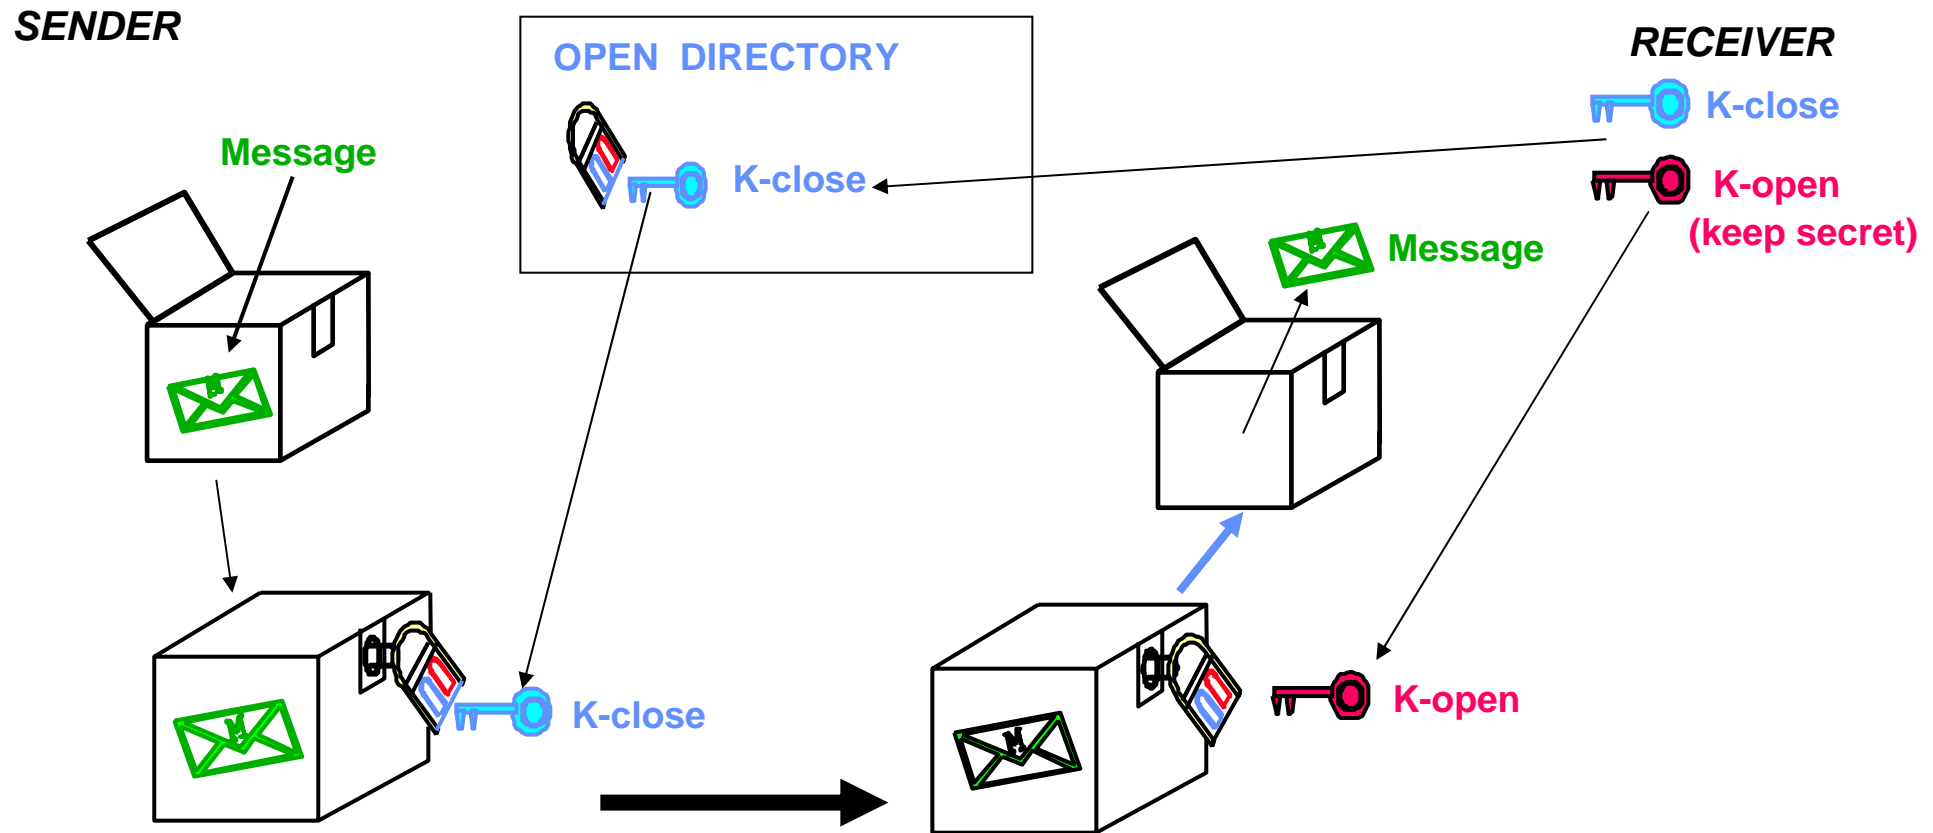 SENDER
OPEN DIRECTORY
RECEIVER
K-close
Message
K-close
K-open
(keep secret)
Message
M
M
K-close
K-open